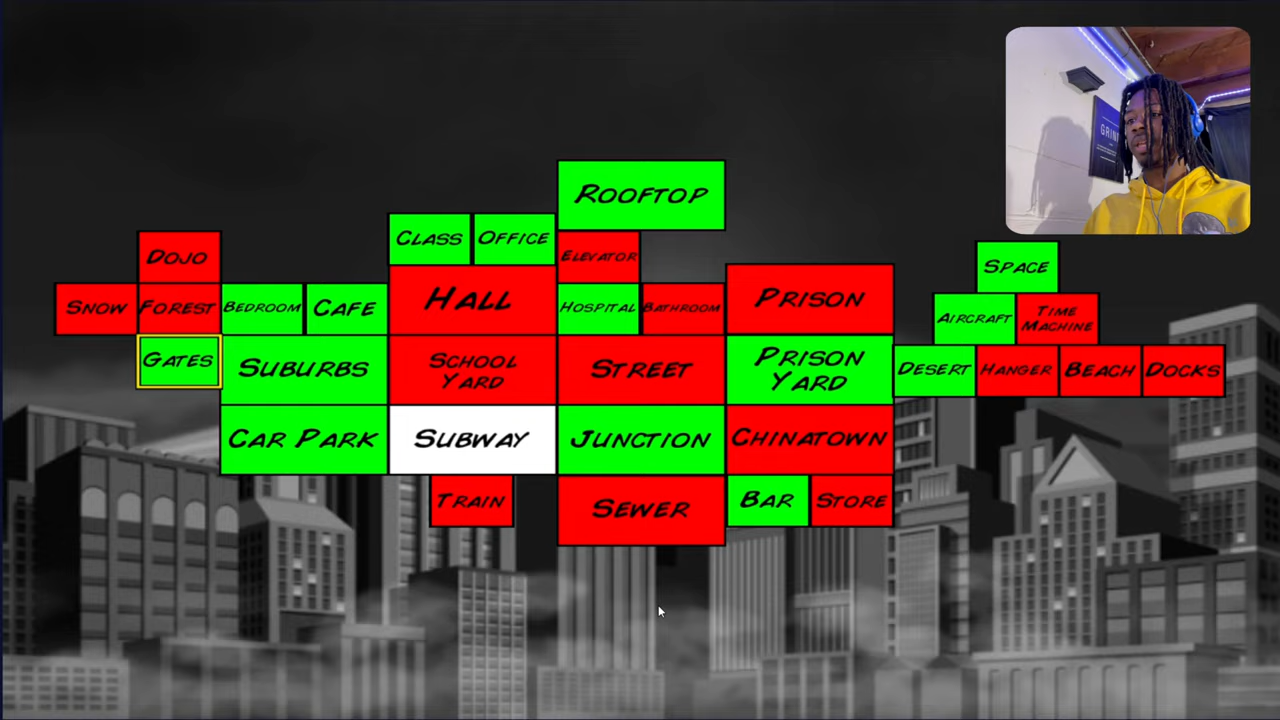 Rooftop
Class
Office
Dojo
Elevator
Space
Snow
Forest
Bedroom
Cafe
Hall
Hospital
Bathroom
Prison
Aircraft
Time
Machine
Gates
Suburbs
School
Yard
Street
Prison
Yard
Desert
Hanger
Beach
Docks
Car Park
Subway
Junction
Chinatown
Train
Sewer
Bar
Store